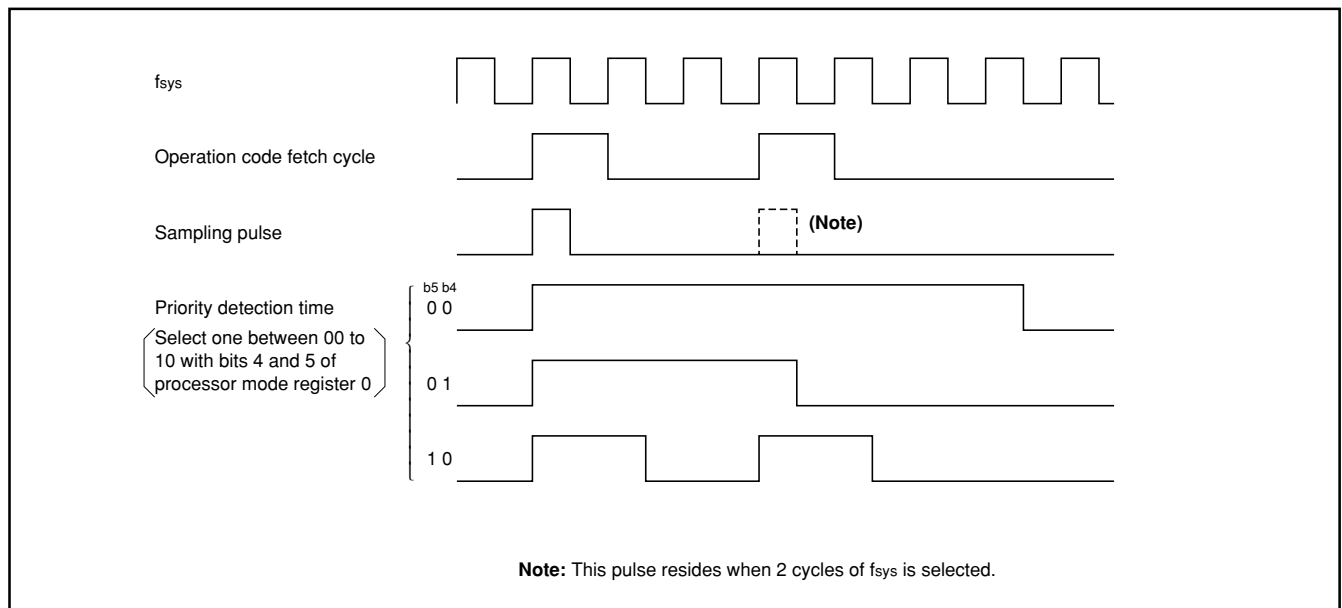 fsys
Operation code fetch cycle
Sampling pulse
(Note)
Priority detection time
Select one between 00 to
10 with bits 4 and 5 of
processor mode register 0
b5 b4
0 0
0 1
1 0
Note: This pulse resides when 2 cycles of fsys is selected.